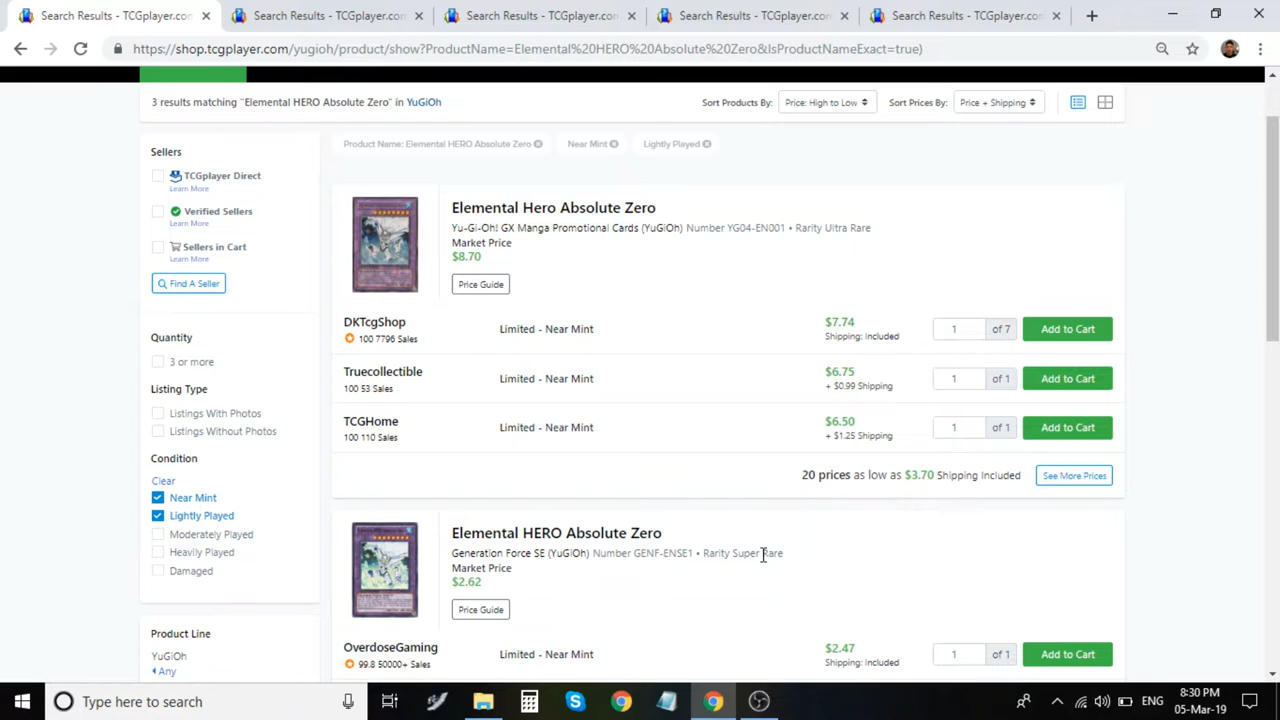 Search Results - TCGplayer.com
Search Results - TCGplayer.com
Search Results - TCGplayer.com
Search Results - TCGplayer.com
Search Results - TCGplayer.com
https://shop.tcgplayer.com/yugioh/product/show?ProductName=Elemental%20HERO%20Absolute%20Zero&IsProductNameExact=true)
3 results matching "Elemental HERO Absolute Zero" in YuGiOh
Sort Products By: Price: High to Low
Sort Prices By: Price + Shipping
Product Name: Elemental HERO Absolute Zero
Near Mint
Lightly Played
Sellers
TCGplayer Direct
Learn More
Verified Sellers
Learn More
Sellers in Cart
Learn More
Find A Seller
Quantity
3 or more
Listing Type
Listings With Photos
Listings Without Photos
Condition
Clear
Near Mint
Lightly Played
Moderately Played
Heavily Played
Damaged
Product Line
YuGiOh
Any
Elemental Hero Absolute Zero
Yu-Gi-Oh! GX Manga Promotional Cards (YuGiOh) Number YG04-EN001 • Rarity Ultra Rare
Market Price
$8.70
Price Guide
DKTcgShop
100 7796 Sales
Limited - Near Mint
$7.74
Shipping: Included
1 of 7
Add to Cart
Truecollectible
100 53 Sales
Limited - Near Mint
$6.75
+ $0.99 Shipping
1 of 1
Add to Cart
TCGHome
100 110 Sales
Limited - Near Mint
$6.50
+ $1.25 Shipping
1 of 1
Add to Cart
20 prices as low as $3.70 Shipping Included
See More Prices
Elemental HERO Absolute Zero
Generation Force SE (YuGiOh) Number GENF-ENSE1 • Rarity Super Rare
Market Price
$2.62
Price Guide
OverdoseGaming
99.8 50000+ Sales
Limited - Near Mint
$2.47
Shipping: Included
1 of 1
Add to Cart
Type here to search
ENG
8:30 PM
05-Mar-19